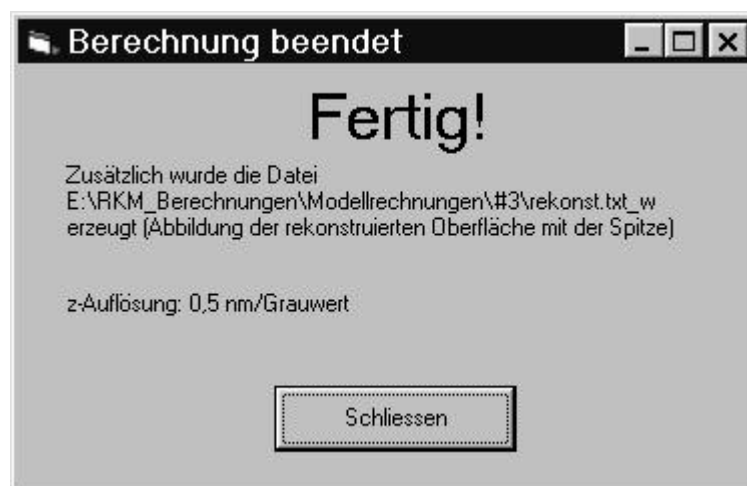 Berechnung beendet
Fertig!
Zusätzlich wurde die Datei
E:\RKM_Berechnungen\Modellrechnungen\#3\rekonst.txt_w
erzeugt (Abbildung der rekonstruierten Oberfläche mit der Spitze)
z-Auflösung: 0,5 nm/Grauwert
Schliessen